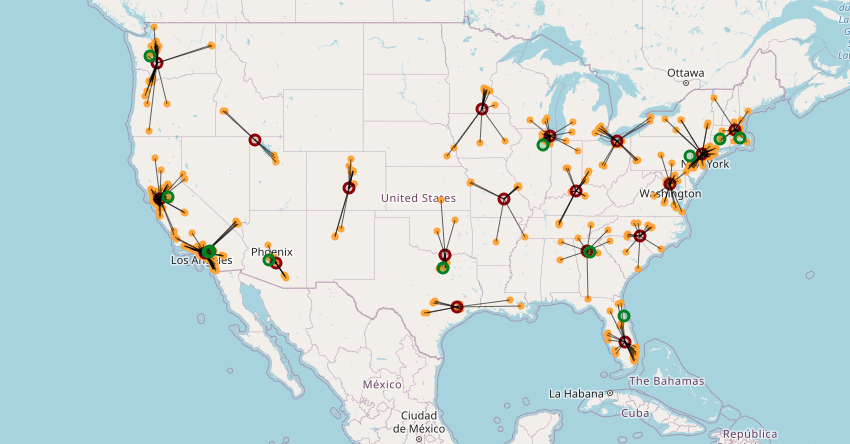 Ottawa
New York
Washington
United States
Phoenix
Los Angeles
México
La Habana
The Bahamas
Cuba
Ciudad
de México
República